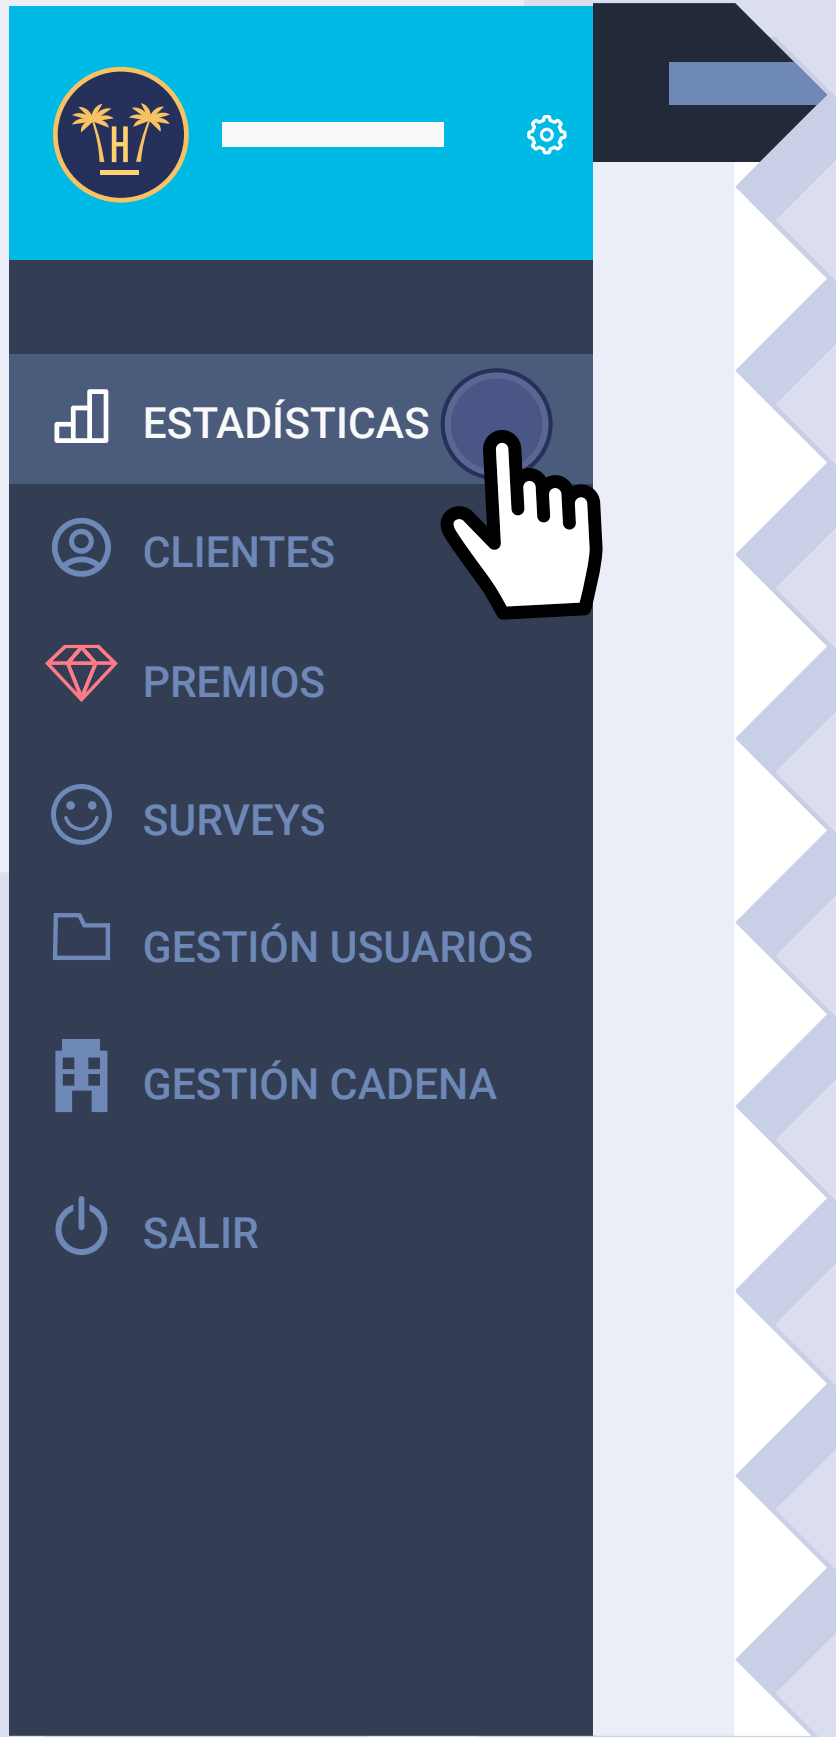 H
ESTADÍSTICAS
CLIENTES
PREMIOS
SURVEYS
GESTIÓN USUARIOS
GESTIÓN CADENA
SALIR